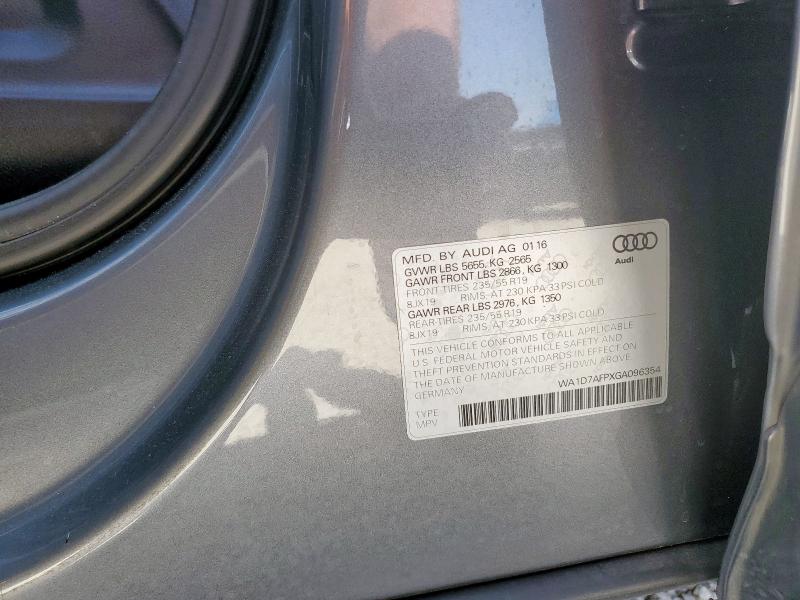 MFD. BY AUDI AG 01 16
GVWR LBS 5655, KG 2565
GAWR FRONT LBS 2866, KG 1300
FRONT-TIRES 235/55 R19
8JX19 RIMS, AT 230 KPA 33 PSI COLD
GAWR REAR LBS 2976, KG 1350
REAR-TIRES 235/55 R19
8JX19 RIMS, AT 230 KPA 33 PSI COLD
Audi
THIS VEHICLE CONFORMS TO ALL APPLICABLE
U.S. FEDERAL MOTOR VEHICLE SAFETY AND
THEFT PREVENTION STANDARDS IN EFFECT ON
THE DATE OF MANUFACTURE SHOWN ABOVE.
GERMANY
WA1D7AFPXGA096354
TYPE
MPV